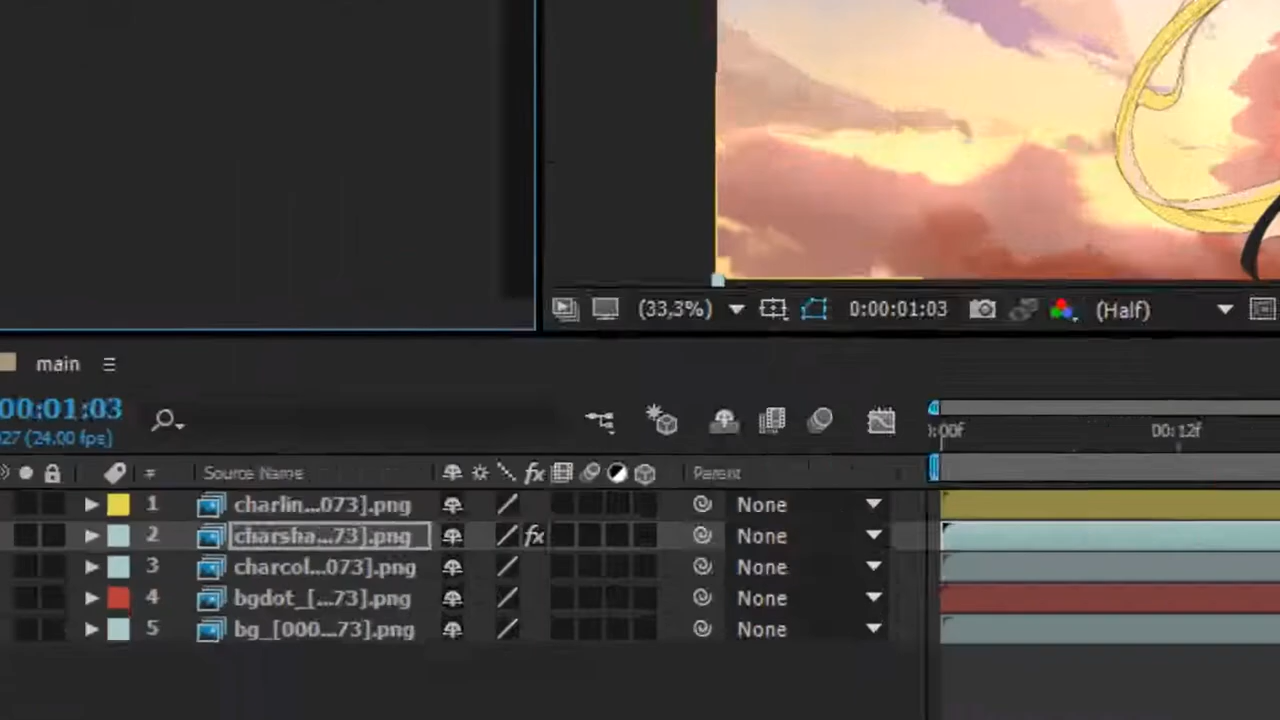 (33,3%) 0:00:01:03 (Half)
main
00:01:03
27 (24.00 fps)
:00f 00:12f
# Source Name fx Parent
1 charlin...073].png None
2 charsha...73].png fx None
3 charcol...073].png None
4 bgdot_[...73].png None
5 bg_[000...73].png None